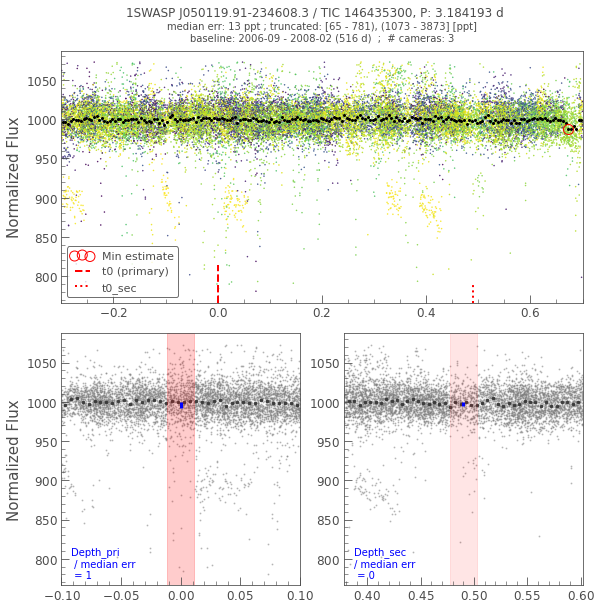 1SWASP J050119.91-234608.3 / TIC 146435300, P: 3.184193 d
median err: 13 ppt ; truncated: [65 - 781), (1073 - 3873] [ppt]
baseline: 2006-09 - 2008-02 (516 d)  ;  # cameras: 3
Normalized Flux
1050
1000
950
900
850
800
Min estimate
t0 (primary)
t0_sec
−0.2 0.0 0.2 0.4 0.6
Normalized Flux
1050
1000
950
900
850
800
Depth_pri
/ median err
= 1
−0.10 −0.05 0.00 0.05 0.10
1050
1000
950
900
850
800
Depth_sec
/ median err
= 0
0.40 0.45 0.50 0.55 0.60